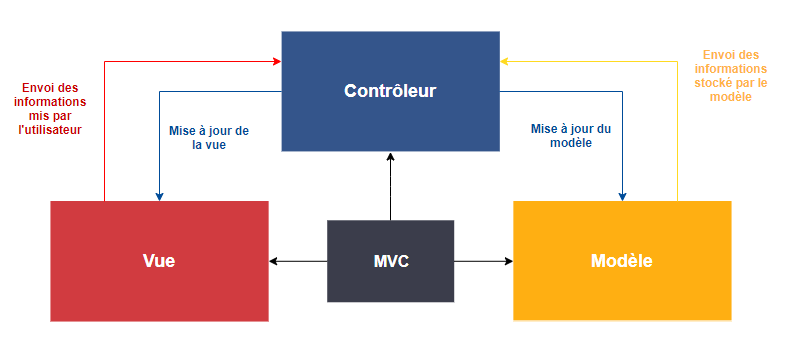 Contrôleur
Envoi des
informations
mis par
l'utilisateur
Mise à jour de
la vue
Mise à jour du
modèle
Envoi des
informations
stocké par le
modèle
Vue
MVC
Modèle